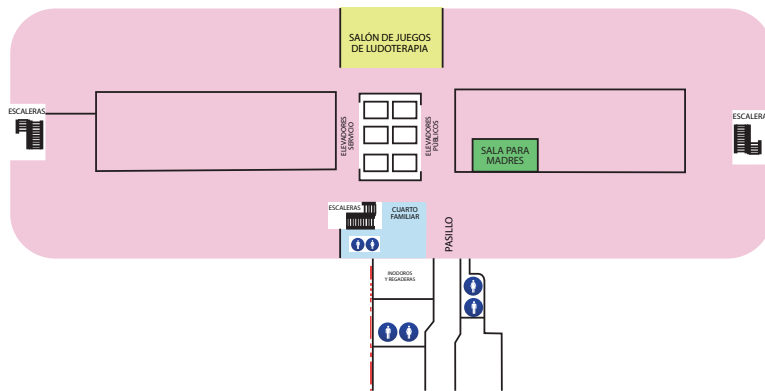 SALÓN DE JUEGOS
DE LUDOTERAPIA
ESCALERAS
ELEVADORES
SERVICIO
ELEVADORES
PÚBLICOS
ESCALERA
SALA PARA
MADRES
ESCALERAS
CUARTO
FAMILIAR
PASILLO
INODOROS
Y REGADERAS